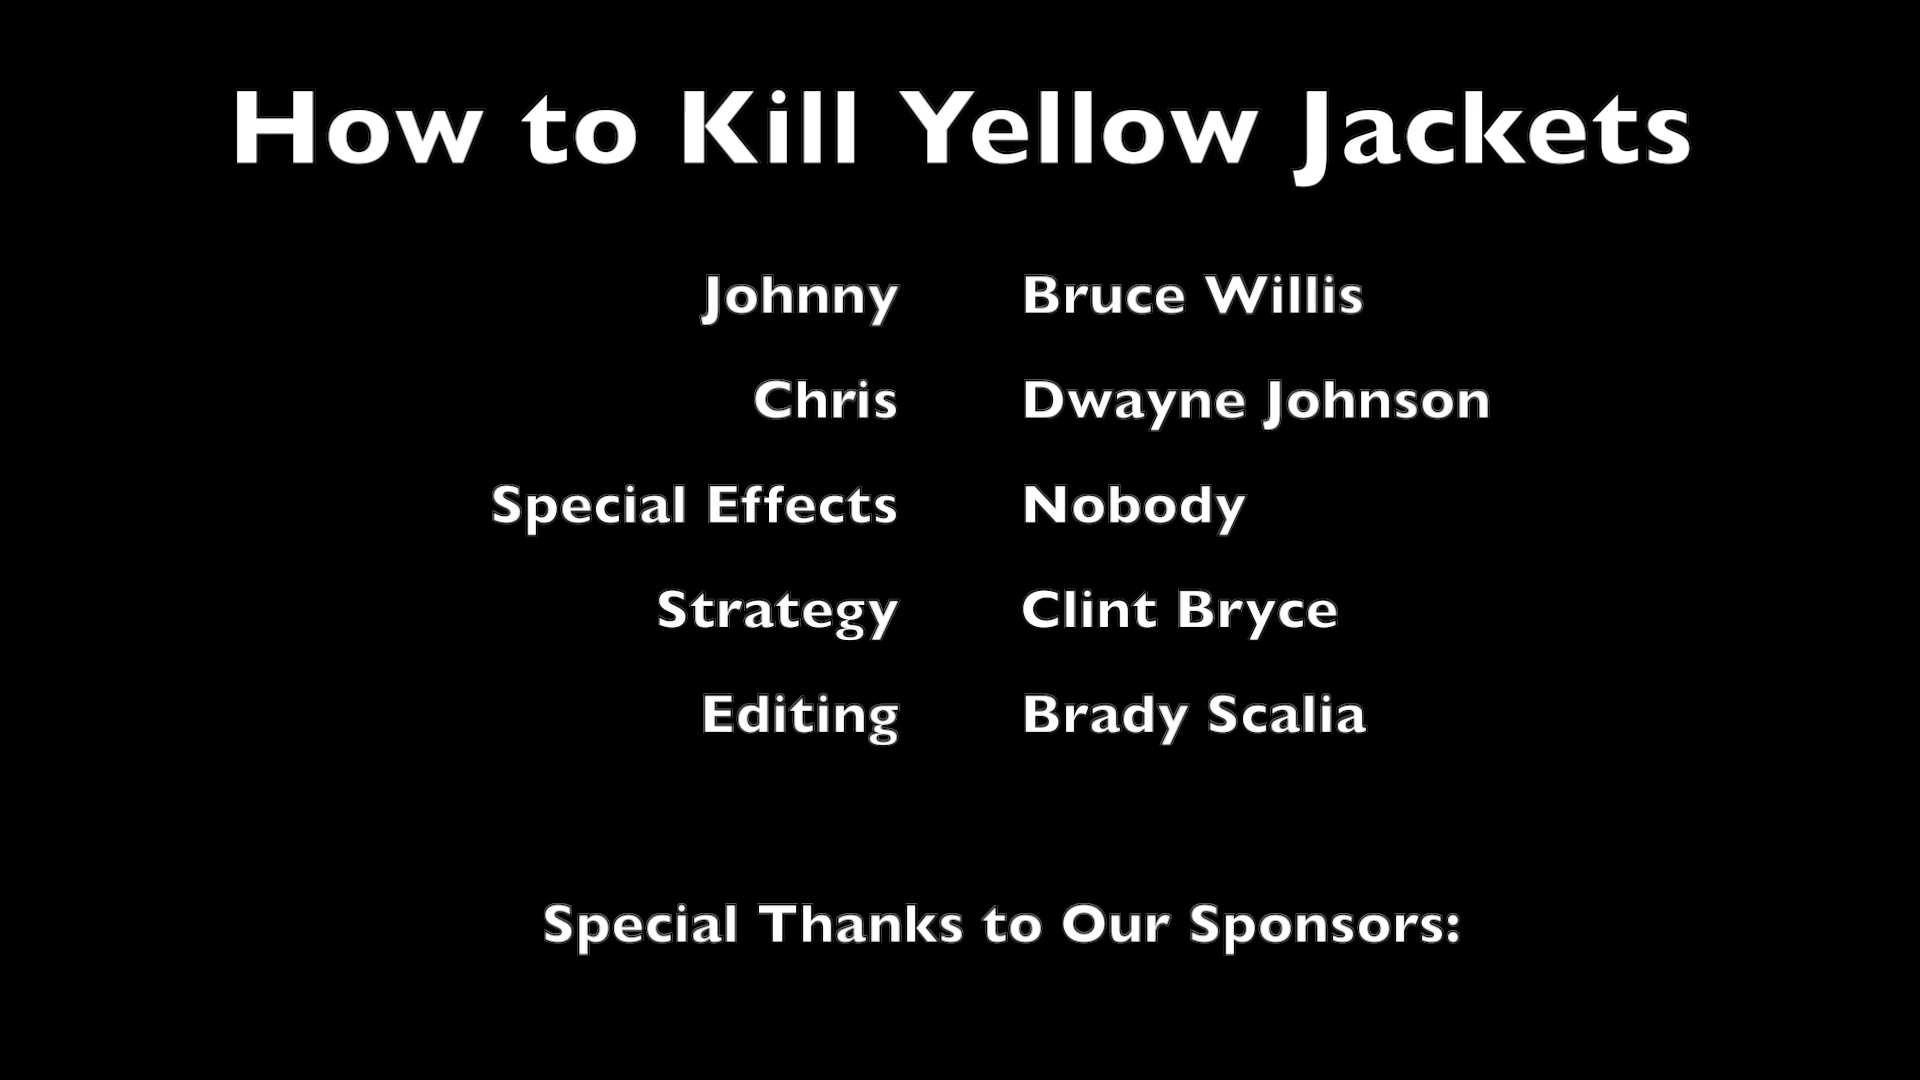 How to Kill Yellow Jackets
Johnny Bruce Willis
Chris Dwayne Johnson
Special Effects Nobody
Strategy Clint Bryce
Editing Brady Scalia
Special Thanks to Our Sponsors: